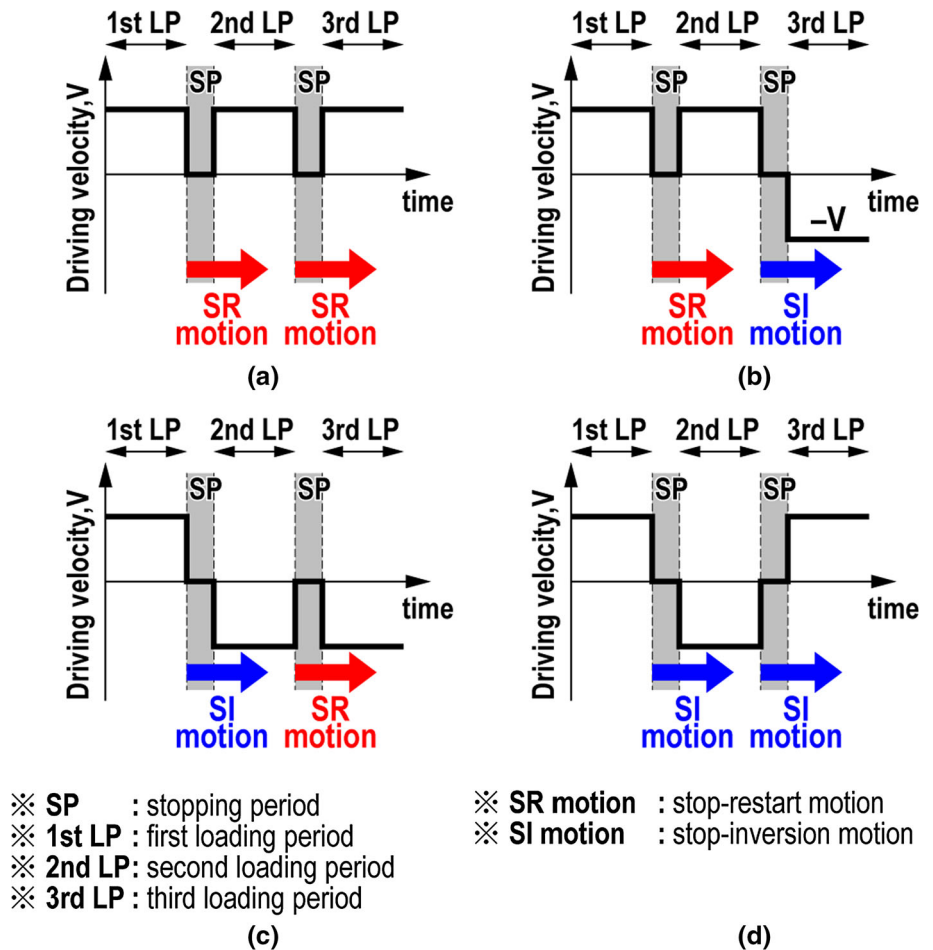 1st LP 2nd LP 3rd LP
SP SP
Driving velocity,V
time
SR motion SR motion
(a)
1st LP 2nd LP 3rd LP
SP SP
Driving velocity,V
time
–V
SR motion SI motion
(b)
1st LP 2nd LP 3rd LP
SP SP
Driving velocity,V
time
SI motion SR motion
(c)
1st LP 2nd LP 3rd LP
SP SP
Driving velocity,V
time
SI motion SI motion
(d)
※ SP : stopping period
※ 1st LP : first loading period
※ 2nd LP : second loading period
※ 3rd LP : third loading period
※ SR motion : stop-restart motion
※ SI motion : stop-inversion motion